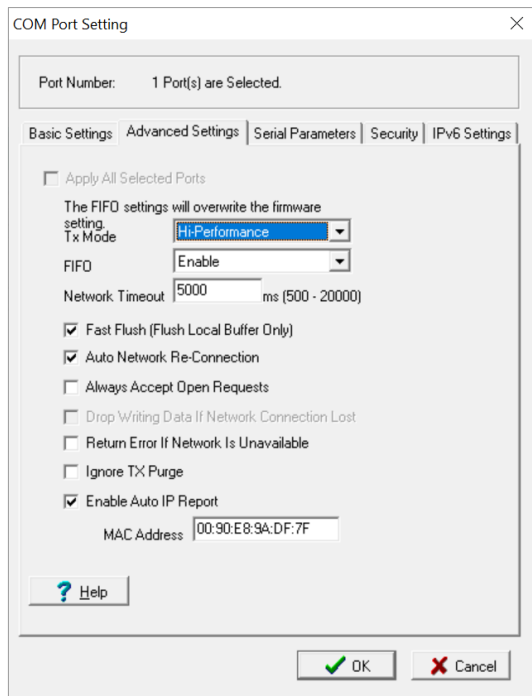 COM Port Setting
Port Number: 1 Port(s) are Selected.
Basic Settings Advanced Settings Serial Parameters Security IPv6 Settings
Apply All Selected Ports
The FIFO settings will overwrite the firmware
setting.
Tx Mode Hi-Performance
FIFO Enable
Network Timeout 5000 ms (500 - 20000)
Fast Flush (Flush Local Buffer Only)
Auto Network Re-Connection
Always Accept Open Requests
Drop Writing Data If Network Connection Lost
Return Error If Network Is Unavailable
Ignore TX Purge
Enable Auto IP Report
MAC Address 00:90:E8:9A:DF:7F
? Help
OK Cancel